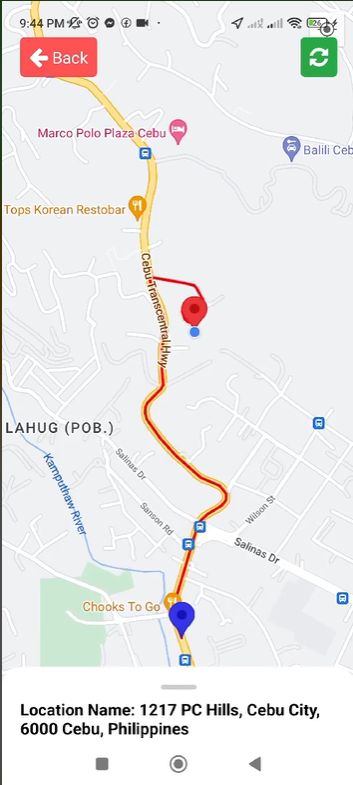 9:44 PM
26
Back
Marco Polo Plaza Cebu
Balili Ceb
Tops Korean Restobar
Cebu Transcentral Hwy
LAHUG (POB.)
Kamputhaw River
Salinas Dr
Sanson Rd
Wilson St
Salinas Dr
Chooks To Go
Location Name: 1217 PC Hills, Cebu City,
6000 Cebu, Philippines